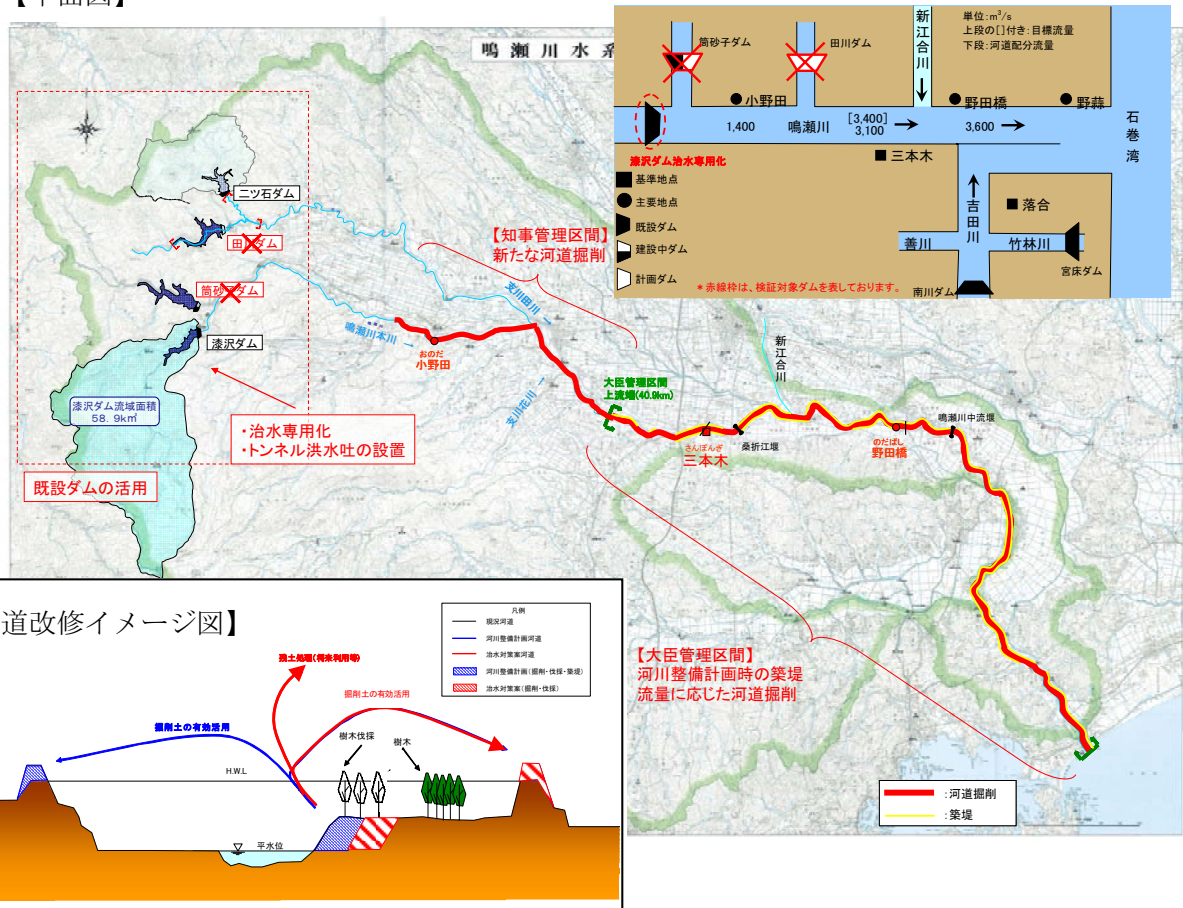 【平面図】
鳴瀬川水系
単位:m³/s
上段の[]付き:目標流量
下段:河道配分流量
新江合川
筒砂子ダム
田川ダム
小野田
野田橋
野蒜
1,400
鳴瀬川
[3,400]
3,100
3,600
石巻湾
漆沢ダム治水専用化
三本木
基準地点
主要地点
既設ダム
建設中ダム
計画ダム
吉田川
落合
善川
竹林川
宮床ダム
南川ダム
*赤線枠は、検証対象ダムを表しております。
二ツ石ダム
田川ダム
筒砂子ダム
漆沢ダム
漆沢ダム流域面積
58.9km²
・治水専用化
・トンネル洪水吐の設置
既設ダムの活用
【知事管理区間】
新たな河道掘削
支川田川
鳴瀬川本川
おのだ
小野田
支川花川
大臣管理区間
上流端(40.9km)
新江合川
さんぼんぎ
三本木
桑折江堰
のだばし
野田橋
鳴瀬川中流堰
【大臣管理区間】
河川整備計画時の築堤
流量に応じた河道掘削
:河道掘削
:築堤
道改修イメージ図】
凡例
現況河道
河川整備計画河道
治水対策案河道
河川整備計画(掘削・伐採・築堤)
治水対策案(掘削・伐採)
残土処理(将来利用等)
掘削土の有効活用
掘削土の有効活用
樹木伐採
樹木
H.W.L
平水位